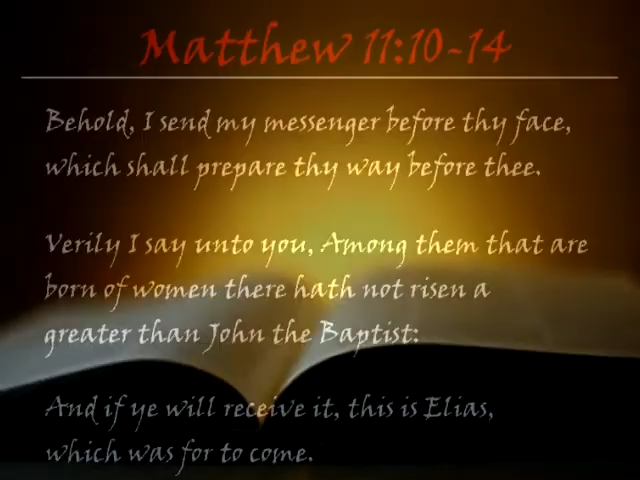 Matthew 11:10-14
Behold, I send my messenger before thy face,
which shall prepare thy way before thee.
Verily I say unto you, Among them that are
born of women there hath not risen a
greater than John the Baptist:
And if ye will receive it, this is Elias,
which was for to come.